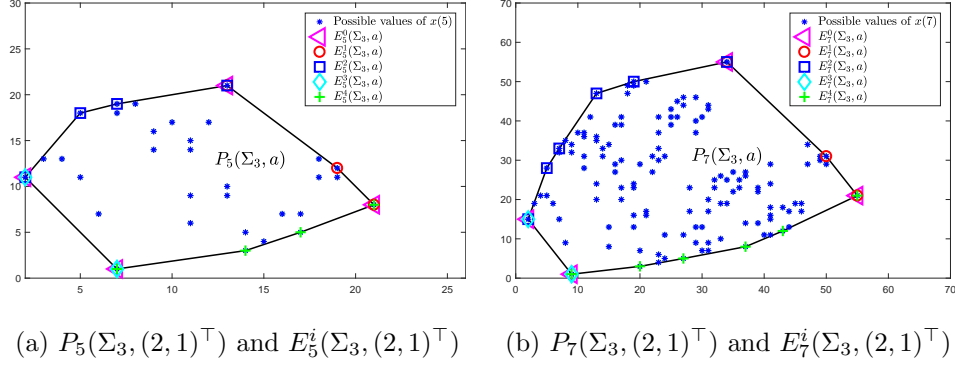 30
25
20
15
10
5
0
5 10 15 20 25
Possible values of x(5)
E_5^0(Σ_3, a)
E_5^1(Σ_3, a)
E_5^2(Σ_3, a)
E_5^3(Σ_3, a)
E_5^4(Σ_3, a)
P_5(Σ_3, a)
70
60
50
40
30
20
10
0
0 10 20 30 40 50 60 70
Possible values of x(7)
E_7^0(Σ_3, a)
E_7^1(Σ_3, a)
E_7^2(Σ_3, a)
E_7^3(Σ_3, a)
E_7^4(Σ_3, a)
P_7(Σ_3, a)
(a) P_5(Σ_3, (2, 1)^⊤) and E_5^i(Σ_3, (2, 1)^⊤)
(b) P_7(Σ_3, (2, 1)^⊤) and E_7^i(Σ_3, (2, 1)^⊤)